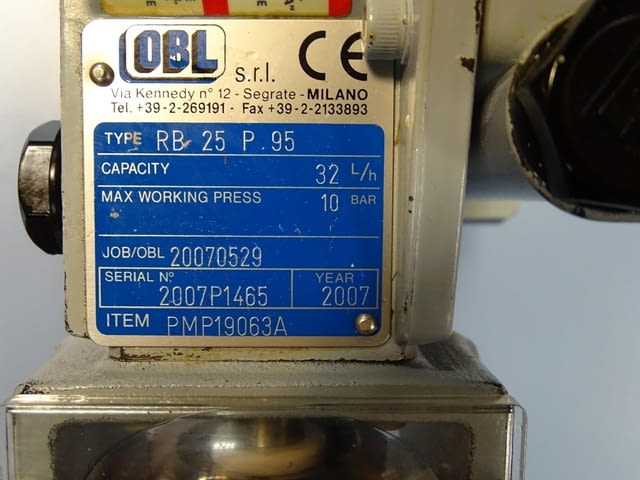 OBL s.r.l. CE
Via Kennedy n° 12 - Segrate - MILANO
Tel. +39-2-269191 - Fax +39-2-2133893
TYPE RB 25 P.95
CAPACITY 32 L/h
MAX WORKING PRESS 10 BAR
JOB/OBL 20070529
SERIAL N° YEAR
2007P1465 2007
ITEM PMP19063A